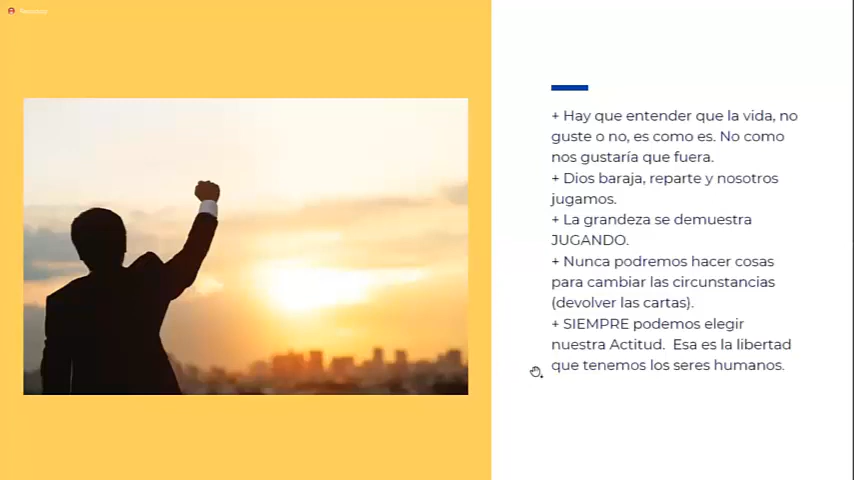 + Hay que entender que la vida, no
guste o no, es como es. No como
nos gustaría que fuera.
+ Dios baraja, reparte y nosotros
jugamos.
+ La grandeza se demuestra
JUGANDO.
+ Nunca podremos hacer cosas
para cambiar las circunstancias
(devolver las cartas).
+ SIEMPRE podemos elegir
nuestra Actitud.  Esa es la libertad
que tenemos los seres humanos.